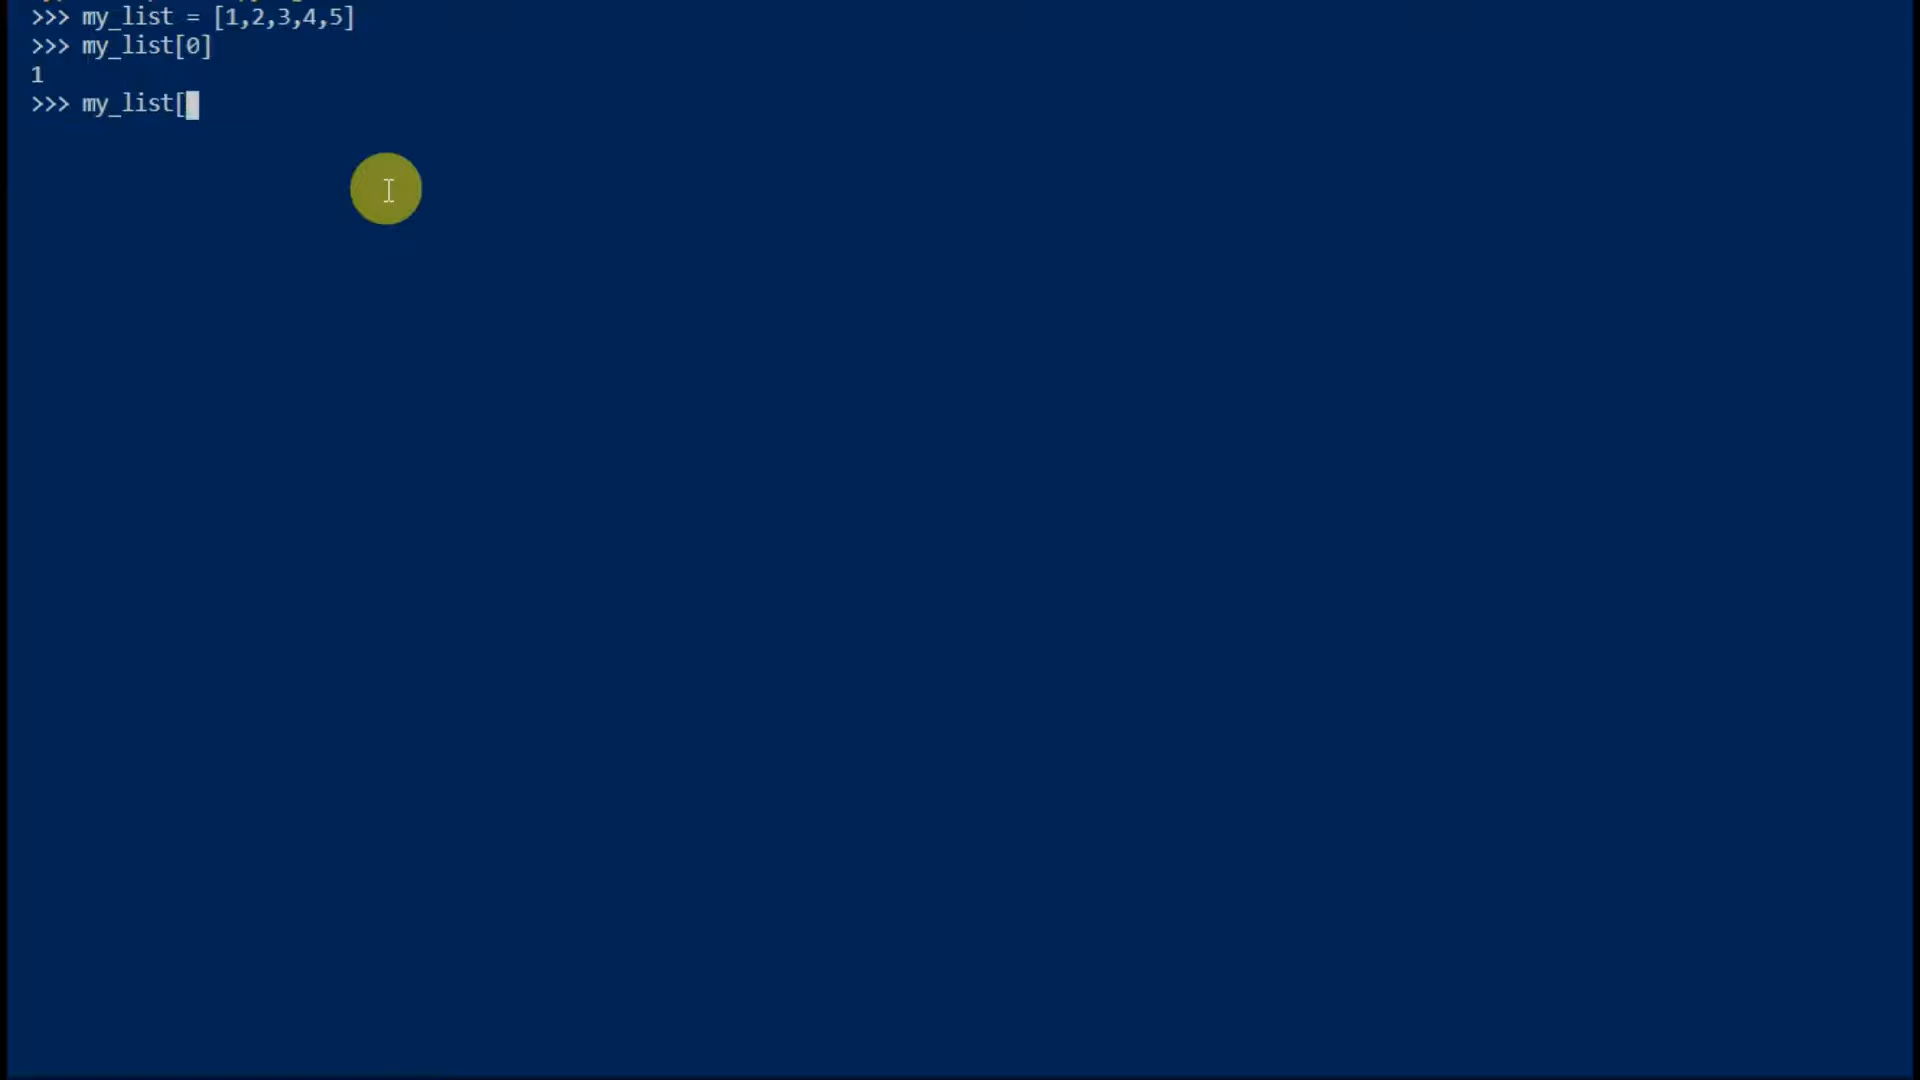 >>> my_list = [1,2,3,4,5]
>>> my_list[0]
1
>>> my_list[